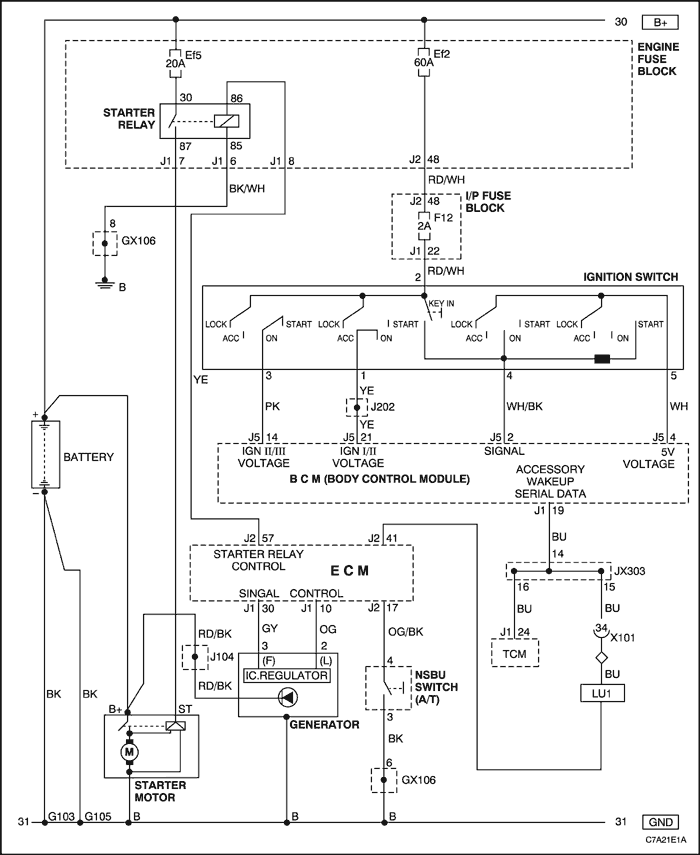 30 B+
Ef5
20A
Ef2
60A
ENGINE
FUSE
BLOCK
30 86
STARTER
RELAY
87 85
J1 7 J1 6 J1 8 J2 48
BK/WH RD/WH
J2 48 I/P FUSE
BLOCK
F12
2A
J1 22
8
GX106
B
RD/WH
2 IGNITION SWITCH
KEY IN
LOCK START LOCK START LOCK START LOCK START
ACC ON ACC ON ACC ON ACC ON
3 1 4 5
YE
YE
PK J202 WH/BK WH
YE
J5 14 J5 21 J5 2 J5 4
IGN II/III
VOLTAGE
IGN I/II
VOLTAGE
SIGNAL
5V
VOLTAGE
B C M (BODY CONTROL MODULE)
ACCESSORY
WAKEUP
SERIAL DATA
J1 19
+
BATTERY
−
BU
14
J2 57 J2 41
STARTER RELAY
CONTROL
E C M
SINGAL CONTROL
J1 30 J1 10 J2 17
JX303
16 15
BU BU
J1 24
TCM
34
X101
BU
LU1
GY OG OG/BK
RD/BK
J104
RD/BK
3 2
(F) (L)
IC.REGULATOR
GENERATOR
4
NSBU
SWITCH
(A/T)
3
BK
6
GX106
BK BK
B+ ST
M
STARTER
MOTOR
31 G103 G105 B B B 31 GND
C7A21E1A